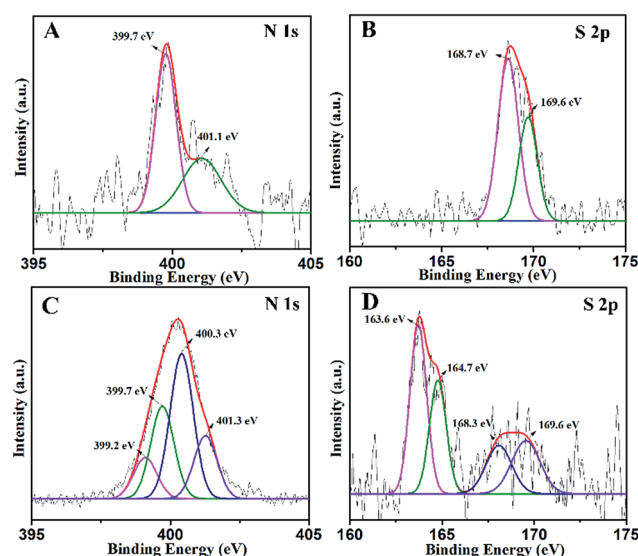 A N 1s
399.7 eV
401.1 eV
Intensity (a.u.)
395 400 405
Binding Energy (eV)
B S 2p
168.7 eV
169.6 eV
Intensity (a.u.)
160 165 170 175
Binding Energy (eV)
C N 1s
400.3 eV
399.7 eV
401.3 eV
399.2 eV
Intensity (a.u.)
395 400 405
Binding Energy (eV)
D S 2p
163.6 eV
164.7 eV
168.3 eV
169.6 eV
Intensity (a.u.)
160 165 170 175
Binding Energy (eV)